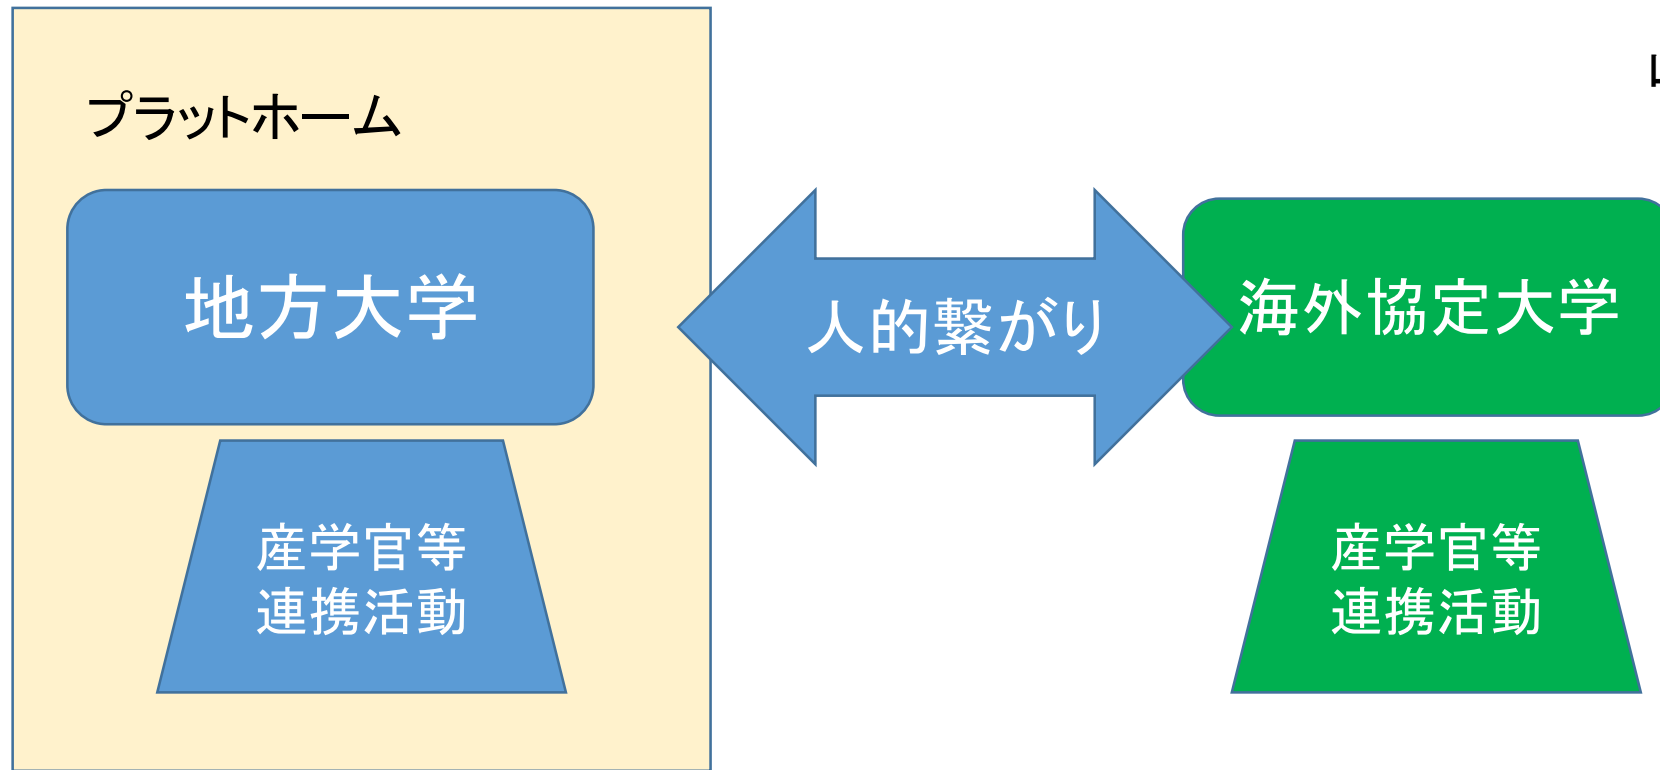 プラットホーム
地方大学
人的繋がり
海外協定大学
産学官等
連携活動
産学官等
連携活動